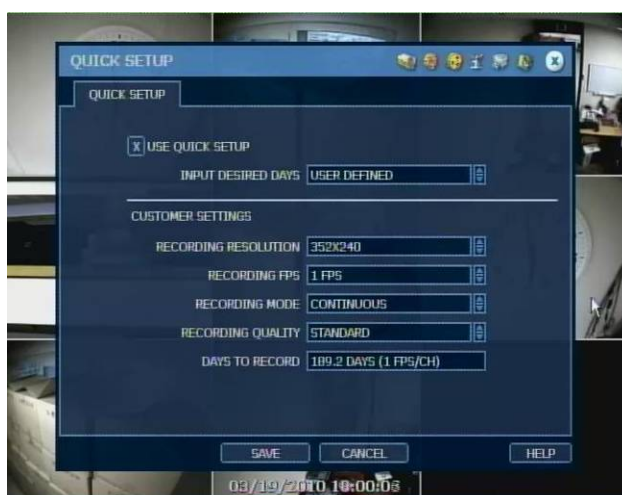 QUICK SETUP
QUICK SETUP
X USE QUICK SETUP
INPUT DESIRED DAYS USER DEFINED
CUSTOMER SETTINGS
RECORDING RESOLUTION 352X240
RECORDING FPS 1 FPS
RECORDING MODE CONTINUOUS
RECORDING QUALITY STANDARD
DAYS TO RECORD 189.2 DAYS (1 FPS/CH)
SAVE CANCEL HELP
03/19/2010 10:00:06